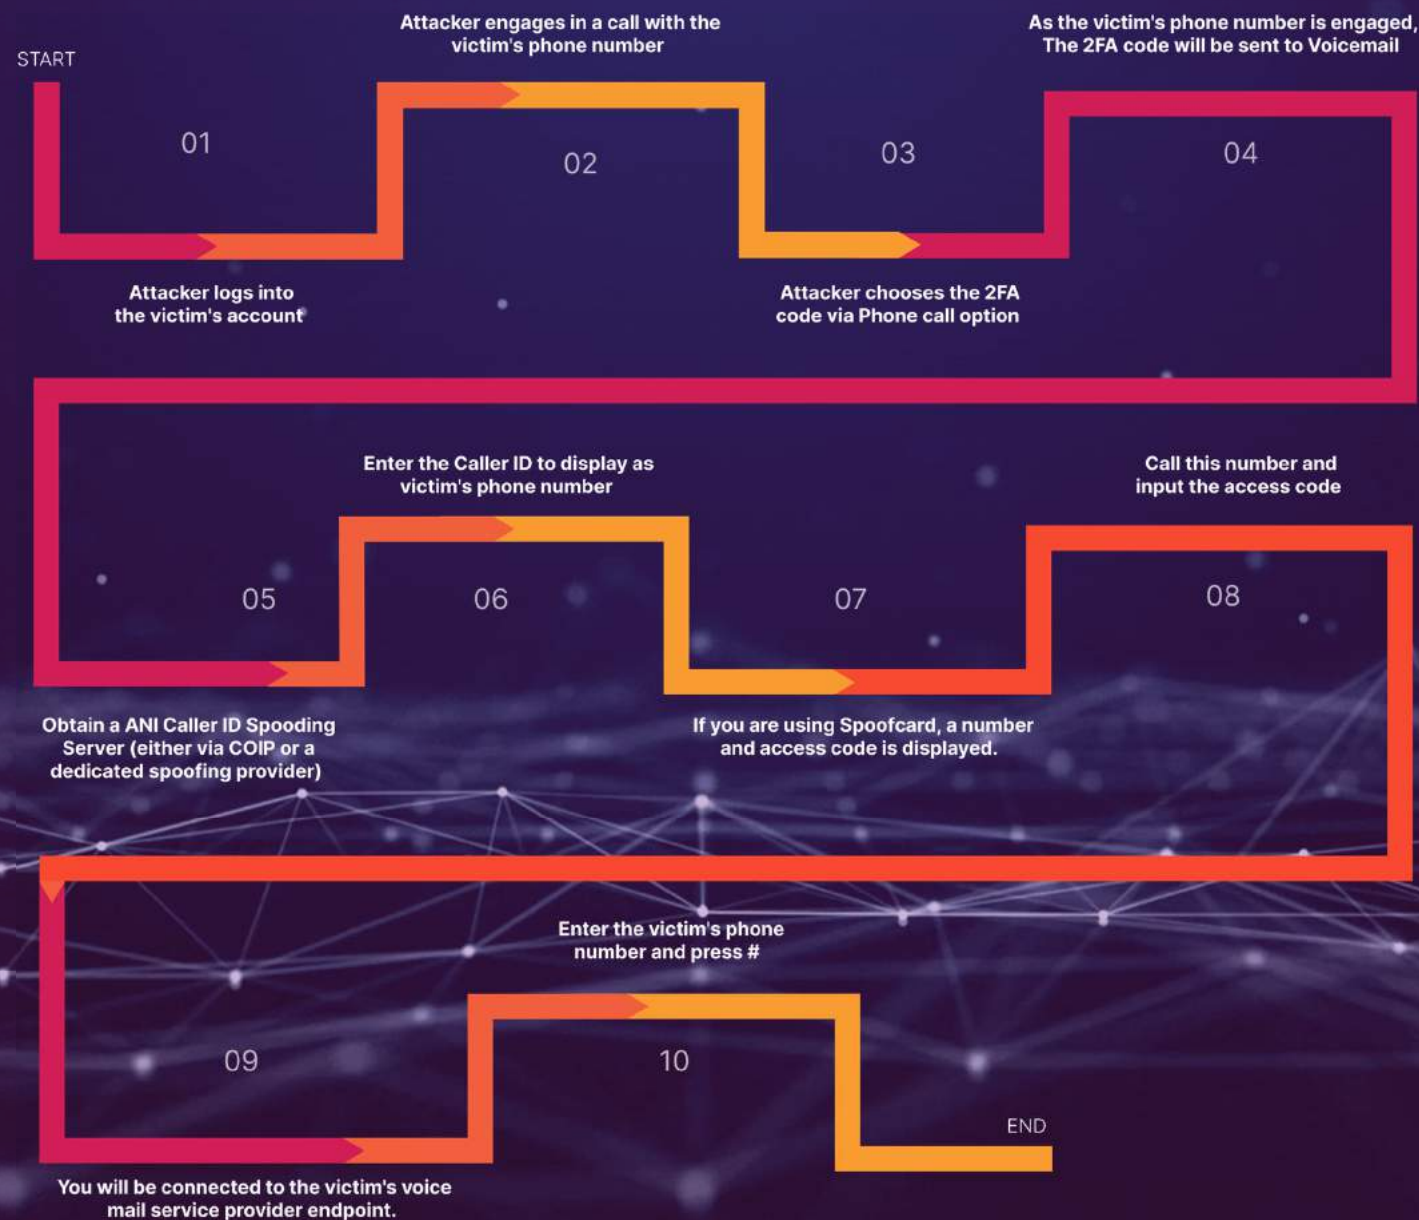 START
01
Attacker logs into
the victim's account
Attacker engages in a call with the
victim's phone number
02
03
Attacker chooses the 2FA
code via Phone call option
As the victim's phone number is engaged,
The 2FA code will be sent to Voicemail
04
05
Obtain a ANI Caller ID Spooding
Server (either via COIP or a
dedicated spoofing provider)
Enter the Caller ID to display as
victim's phone number
06
07
If you are using Spoofcard, a number
and access code is displayed.
Call this number and
input the access code
08
09
You will be connected to the victim's voice
mail service provider endpoint.
Enter the victim's phone
number and press #
10
END